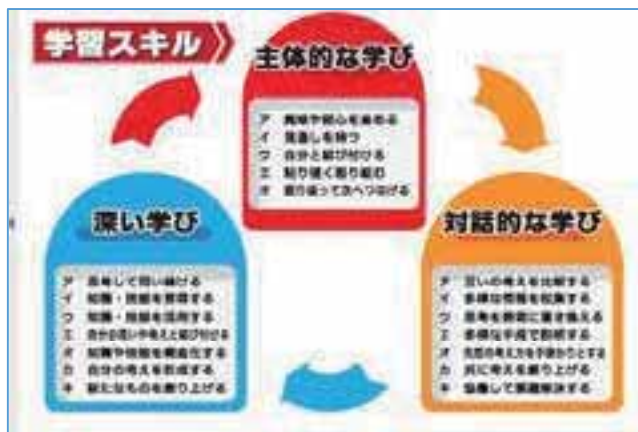 学習スキル
主体的な学び
ア 興味や関心を高める
イ 見通しを持つ
ウ 自分と結び付ける
エ 粘り強く取り組む
オ 振り返って次へつなげる
深い学び
ア 思考して問い続ける
イ 知識・技能を習得する
ウ 知識・技能を活用する
エ 自分の思いや考えと結び付ける
オ 知識や技能を概念化する
カ 自分の考えを形成する
キ 新たなものを創り上げる
対話的な学び
ア 互いの考えを比較する
イ 多様な情報を収集する
ウ 思考を表現に置き換える
エ 多様な手段で説明する
オ 先哲の考え方を手掛かりとする
カ 共に考えを創り上げる
キ 協働して課題解決する